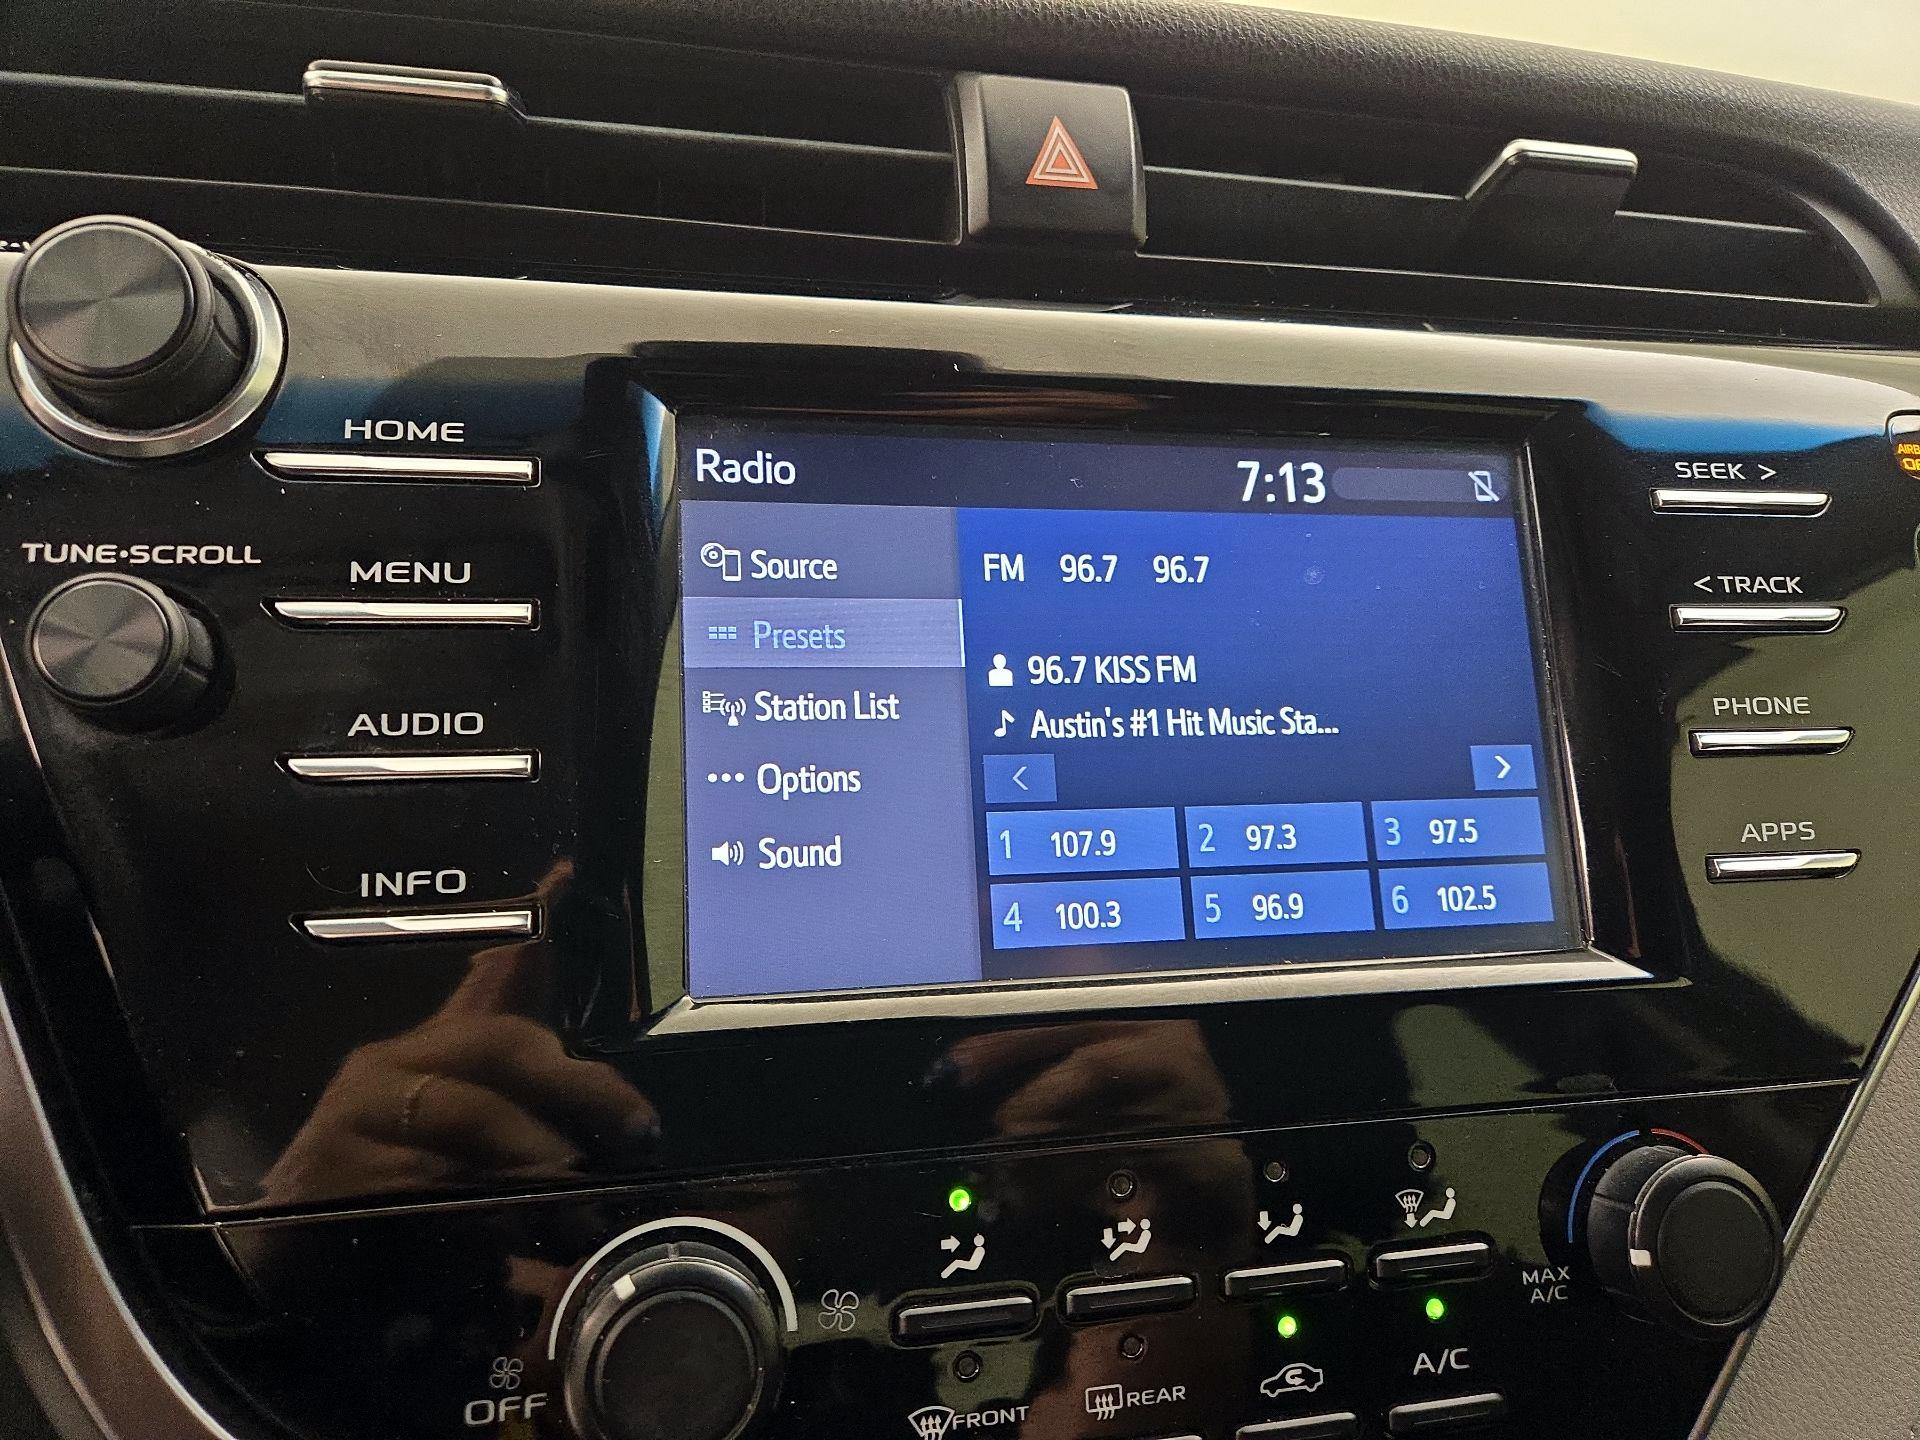 HOME
TUNE•SCROLL
MENU
AUDIO
INFO
Radio
7:13
Source
Presets
Station List
Options
Sound
FM 96.7 96.7
96.7 KISS FM
Austin's #1 Hit Music Sta...
< >
1 107.9 2 97.3 3 97.5
4 100.3 5 96.9 6 102.5
SEEK >
< TRACK
PHONE
APPS
MAX
A/C
OFF
FRONT
REAR
A/C